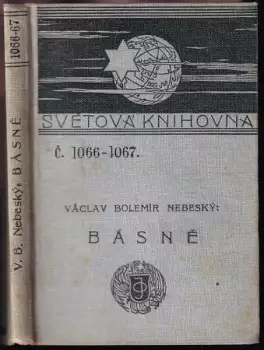 1066-67
V. B. Nebeský, BÁSNĚ
SVĚTOVÁ KNIHOVNA
Č. 1066-1067.
VÁCLAV BOLEMÍR NEBESKÝ:
BÁSNĚ